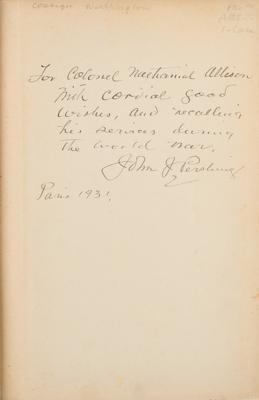 For Colonel Nathaniel Allison
With cordial good
wishes, and recalling
his services during
the World War.
John J Pershing
Paris 1931.